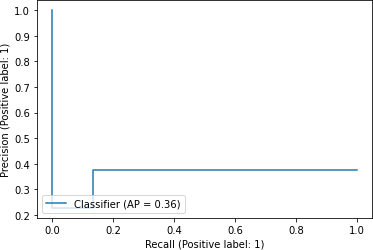 Precision (Positive label: 1)
1.0
0.9
0.8
0.7
0.6
0.5
0.4
0.3
0.2
Classifier (AP = 0.36)
0.0 0.2 0.4 0.6 0.8 1.0
Recall (Positive label: 1)